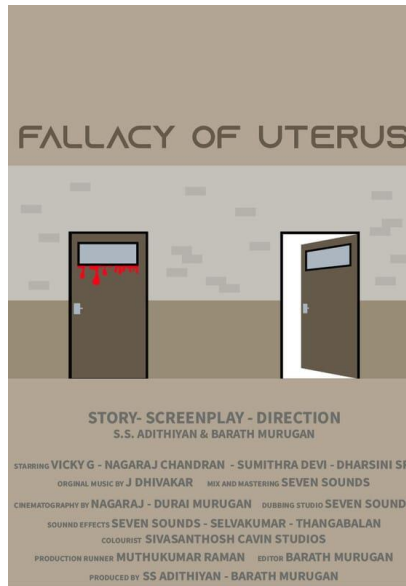 FALLACY OF UTERUS
STORY- SCREENPLAY - DIRECTION
S.S. ADITHIYAN & BARATH MURUGAN
STARRING VICKY G - NAGARAJ CHANDRAN - SUMITHRA DEVI - DHARSINI
ORGINAL MUSIC BY J DHIVAKAR MIX AND MASTERING SEVEN SOUNDS
CINEMATOGRAPHY BY NAGARAJ - DURAI MURUGAN DUBBING STUDIO SEVEN SOUND
SOUNND EFFECTS SEVEN SOUNDS - SELVAKUMAR - THANGABALAN
COLOURIST SIVASANTHOSH CAVIN STUDIOS
PRODUCTION RUNNER MUTHUKUMAR RAMAN EDITOR BARATH MURUGAN
PRODUCED BY SS ADITHIYAN - BARATH MURUGAN